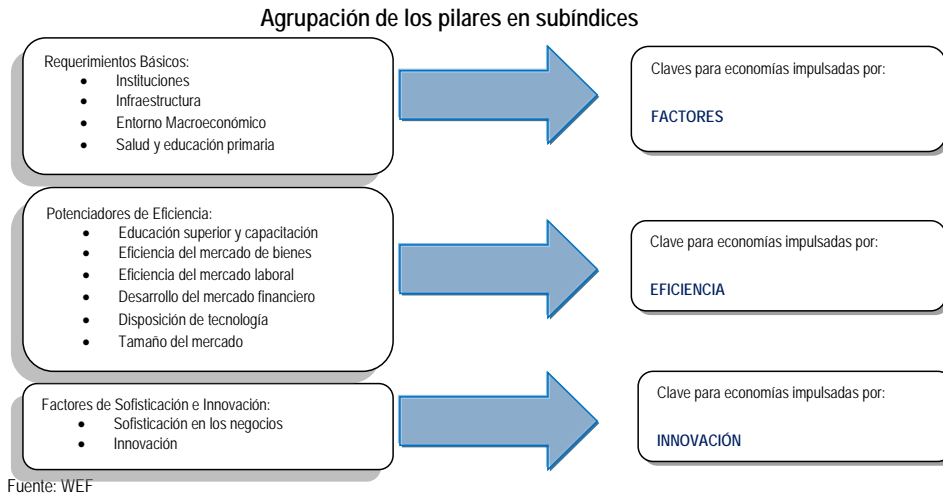 Agrupación de los pilares en subíndices
Requerimientos Básicos:
• Instituciones
• Infraestructura
• Entorno Macroeconómico
• Salud y educación primaria
Claves para economías impulsadas por:
FACTORES
Potenciadores de Eficiencia:
• Educación superior y capacitación
• Eficiencia del mercado de bienes
• Eficiencia del mercado laboral
• Desarrollo del mercado financiero
• Disposición de tecnología
• Tamaño del mercado
Clave para economías impulsadas por:
EFICIENCIA
Factores de Sofisticación e Innovación:
• Sofisticación en los negocios
• Innovación
Clave para economías impulsadas por:
INNOVACIÓN
Fuente: WEF